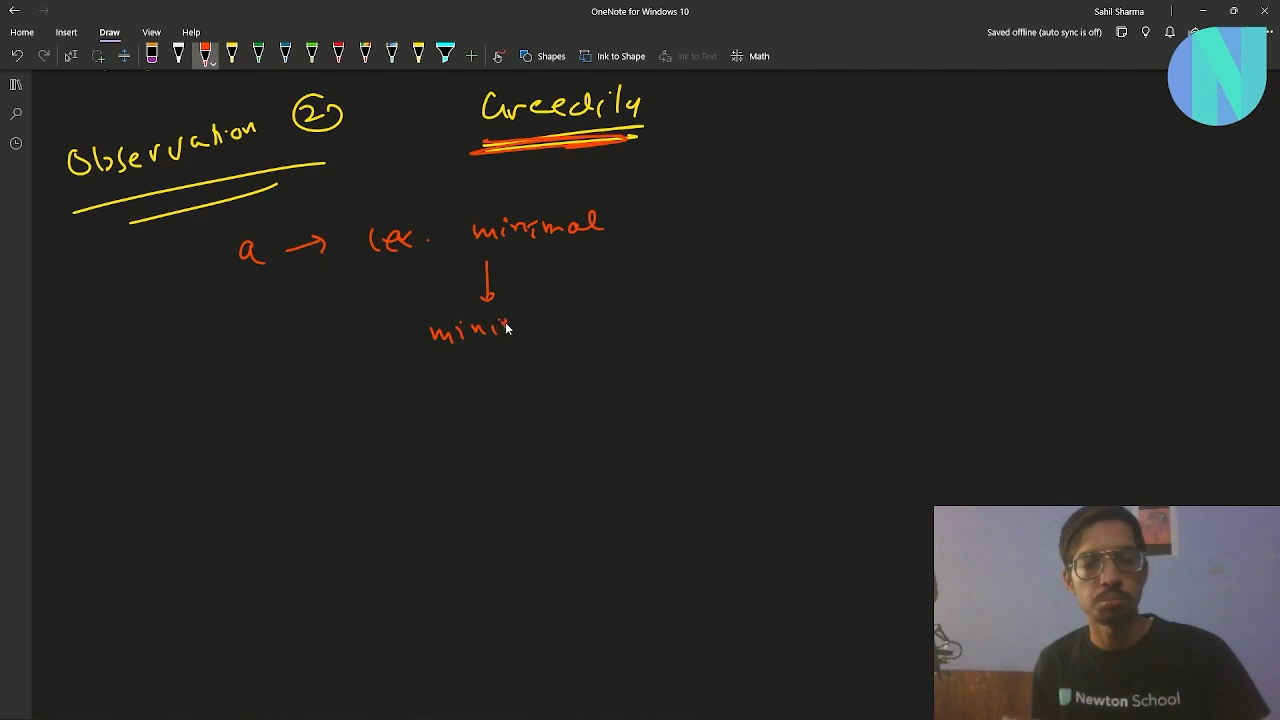 OneNote for Windows 10
Sahil Sharma
Home Insert Draw View Help
Saved offline (auto sync is off)
Shapes Ink to Shape Ink to Text Math
Observation 2
Greedily
a → lex. minimal
↓
mini
Newton School